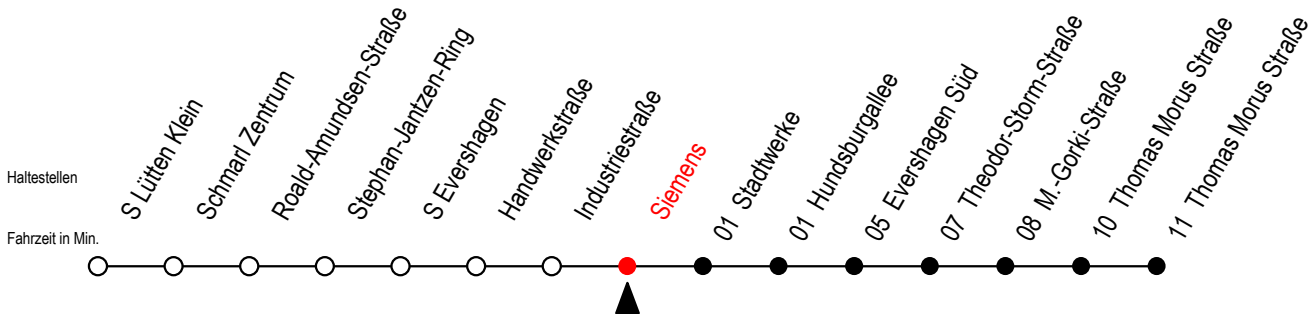 Haltestellen
Fahrzeit in Min.
S Lütten Klein
Schmarl Zentrum
Roald-Amundsen-Straße
Stephan-Jantzen-Ring
S Evershagen
Handwerkstraße
Industriestraße
Siemens
01 Stadtwerke
01 Hundsburgallee
05 Evershagen Süd
07 Theodor-Storm-Straße
08 M.-Gorki-Straße
10 Thomas Morus Straße
11 Thomas Morus Straße